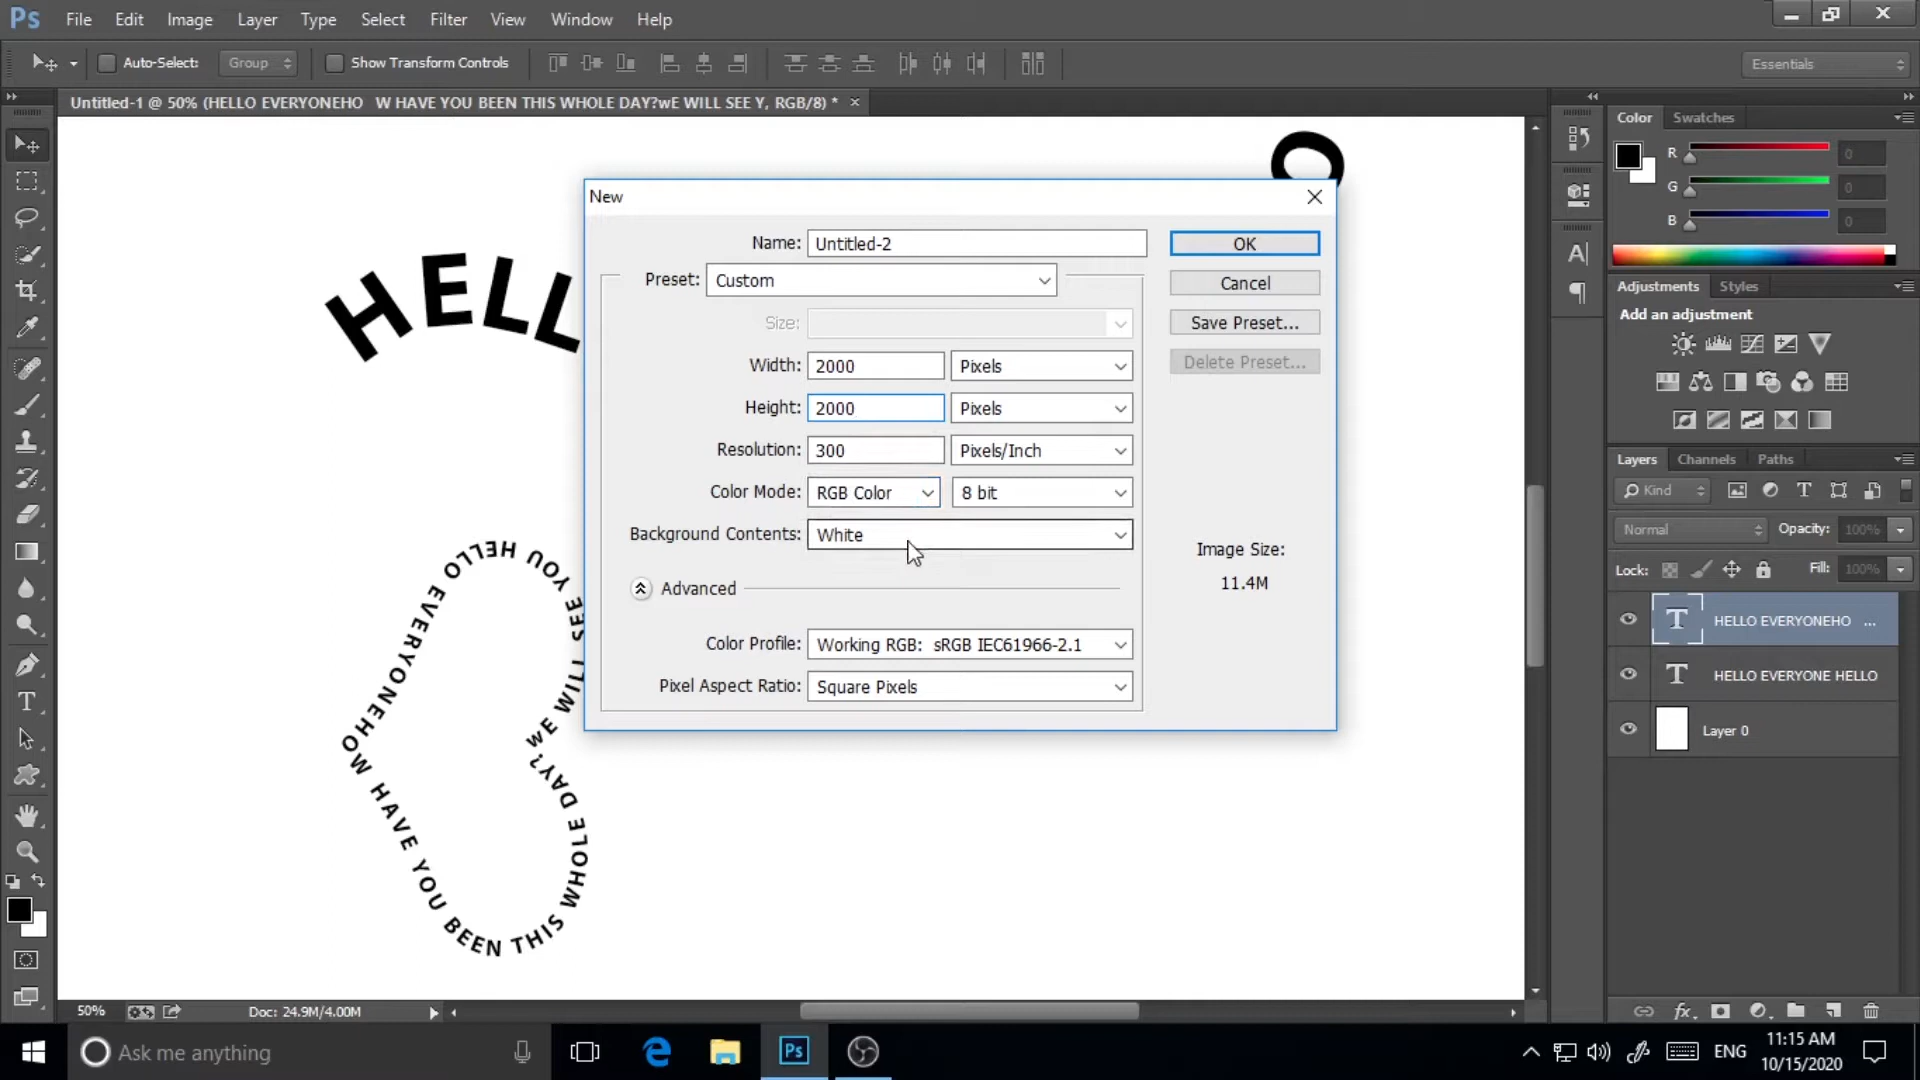 Ps File Edit Image Layer Type Select Filter View Window Help
Auto-Select: Group Show Transform Controls Essentials
Untitled-1 @ 50% (HELLO EVERYONEHO   W HAVE YOU BEEN THIS WHOLE DAY?wE WILL SEE Y, RGB/8) * ×
Color Swatches
R 0
G 0
B 0
Adjustments Styles
Add an adjustment
Layers Channels Paths
Kind
Normal Opacity: 100%
Lock: Fill: 100%
HELLO EVERYONEHO ...
HELLO EVERYONE HELLO
Layer 0
HELL
O
HELLO EVERYONEHO
W HAVE YOU BEEN THIS WHOLE DAY?
wE WILL SEE YOU
New
Name: Untitled-2 OK
Preset: Custom Cancel
Size: Save Preset...
Width: 2000 Pixels Delete Preset...
Height: 2000 Pixels
Resolution: 300 Pixels/Inch
Color Mode: RGB Color 8 bit
Background Contents: White
Image Size:
11.4M
Advanced
Color Profile: Working RGB: sRGB IEC61966-2.1
Pixel Aspect Ratio: Square Pixels
50% Doc: 24.9M/4.00M
Ask me anything
Ps
ENG
11:15 AM
10/15/2020